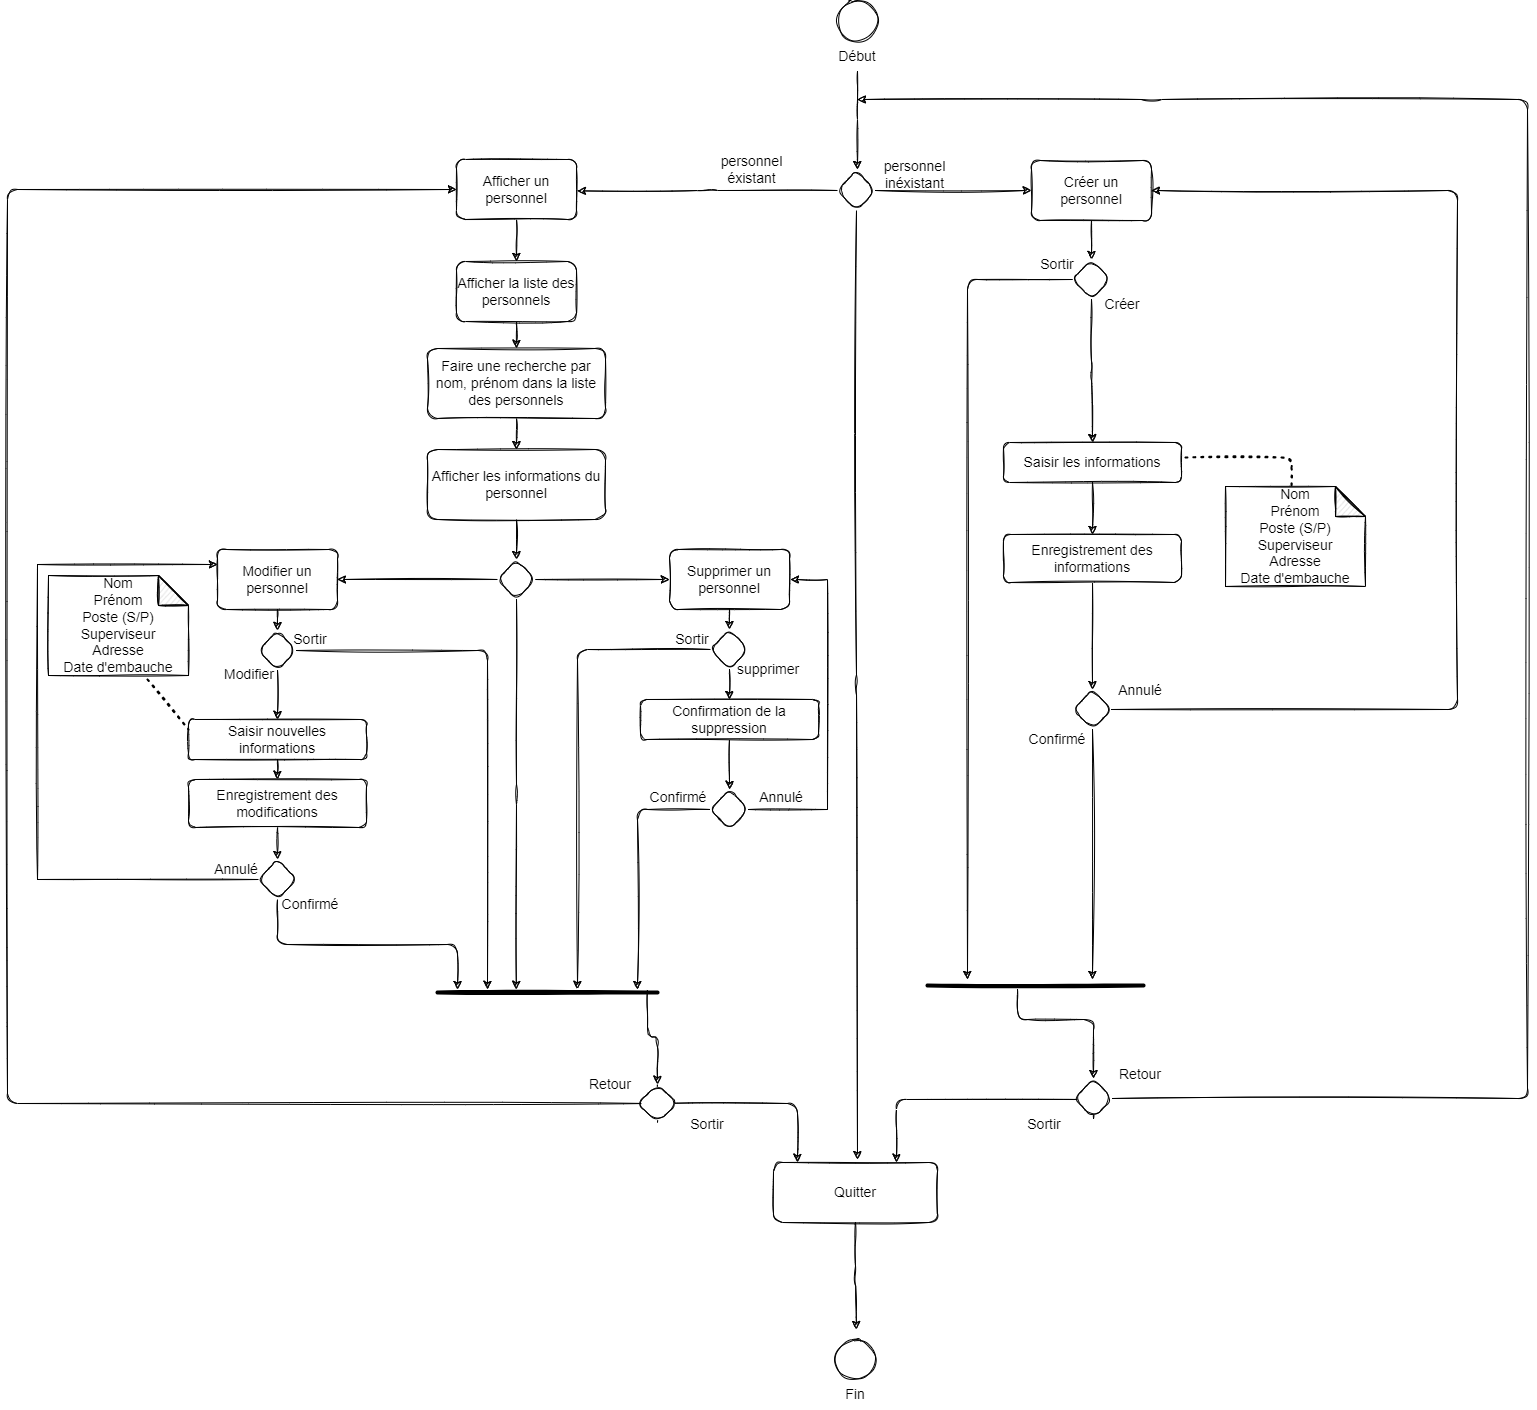 Début
personnel
éxistant
personnel
inéxistant
Afficher un
personnel
Créer un
personnel
Sortir
Créer
Afficher la liste des
personnels
Faire une recherche par
nom, prénom dans la liste
des personnels
Afficher les informations du
personnel
Saisir les informations
Nom
Prénom
Poste (S/P)
Superviseur
Adresse
Date d'embauche
Enregistrement des
informations
Modifier un
personnel
Supprimer un
personnel
Nom
Prénom
Poste (S/P)
Superviseur
Adresse
Date d'embauche
Sortir
Modifier
Sortir
supprimer
Saisir nouvelles
informations
Confirmation de la
suppression
Annulé
Confirmé
Enregistrement des
modifications
Confirmé
Annulé
Annulé
Confirmé
Retour
Sortir
Retour
Sortir
Quitter
Fin